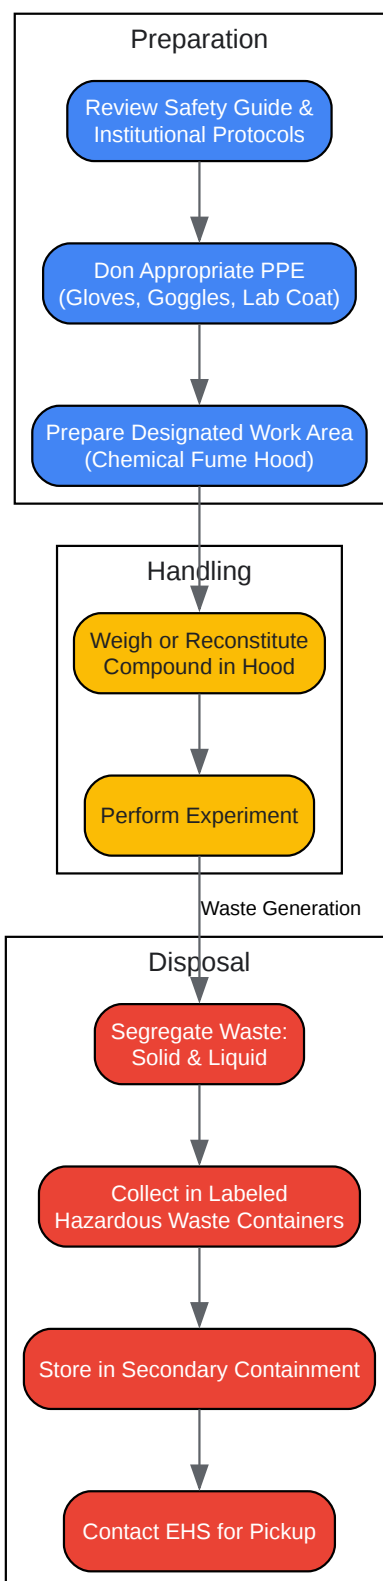 Preparation
Review Safety Guide &
Institutional Protocols
Don Appropriate PPE
(Gloves, Goggles, Lab Coat)
Prepare Designated Work Area
(Chemical Fume Hood)
Handling
Weigh or Reconstitute
Compound in Hood
Perform Experiment
Waste Generation
Disposal
Segregate Waste:
Solid & Liquid
Collect in Labeled
Hazardous Waste Containers
Store in Secondary Containment
Contact EHS for Pickup